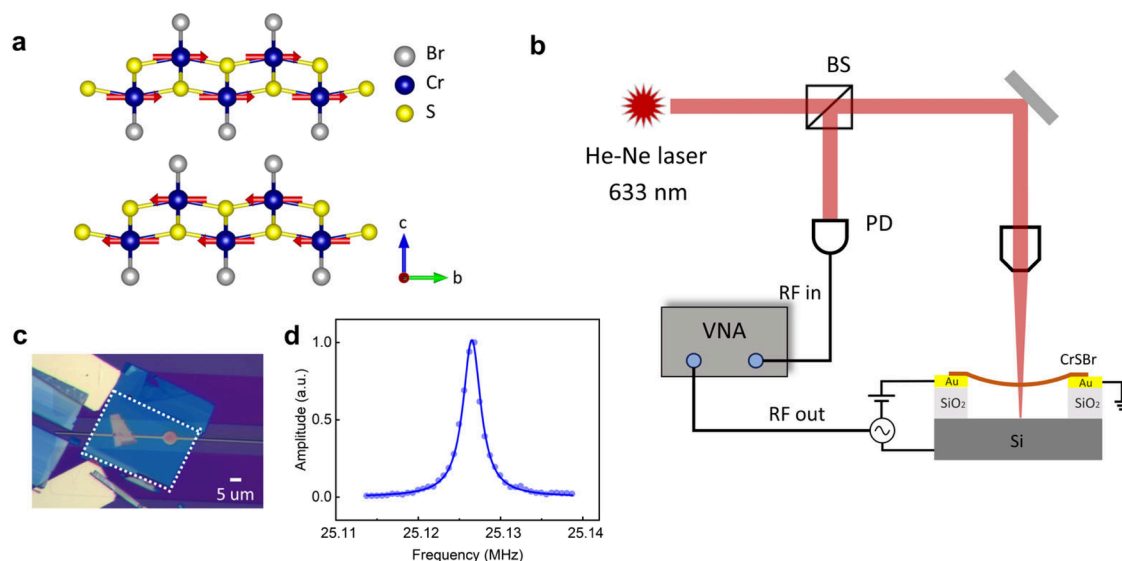 a
Br
Cr
S
c
b
b
BS
He-Ne laser
633 nm
PD
RF in
VNA
RF out
CrSBr
Au
Au
SiO2
SiO2
Si
c
5 um
d
Amplitude (a.u.)
1.0
0.5
0.0
25.11
25.12
25.13
25.14
Frequency (MHz)